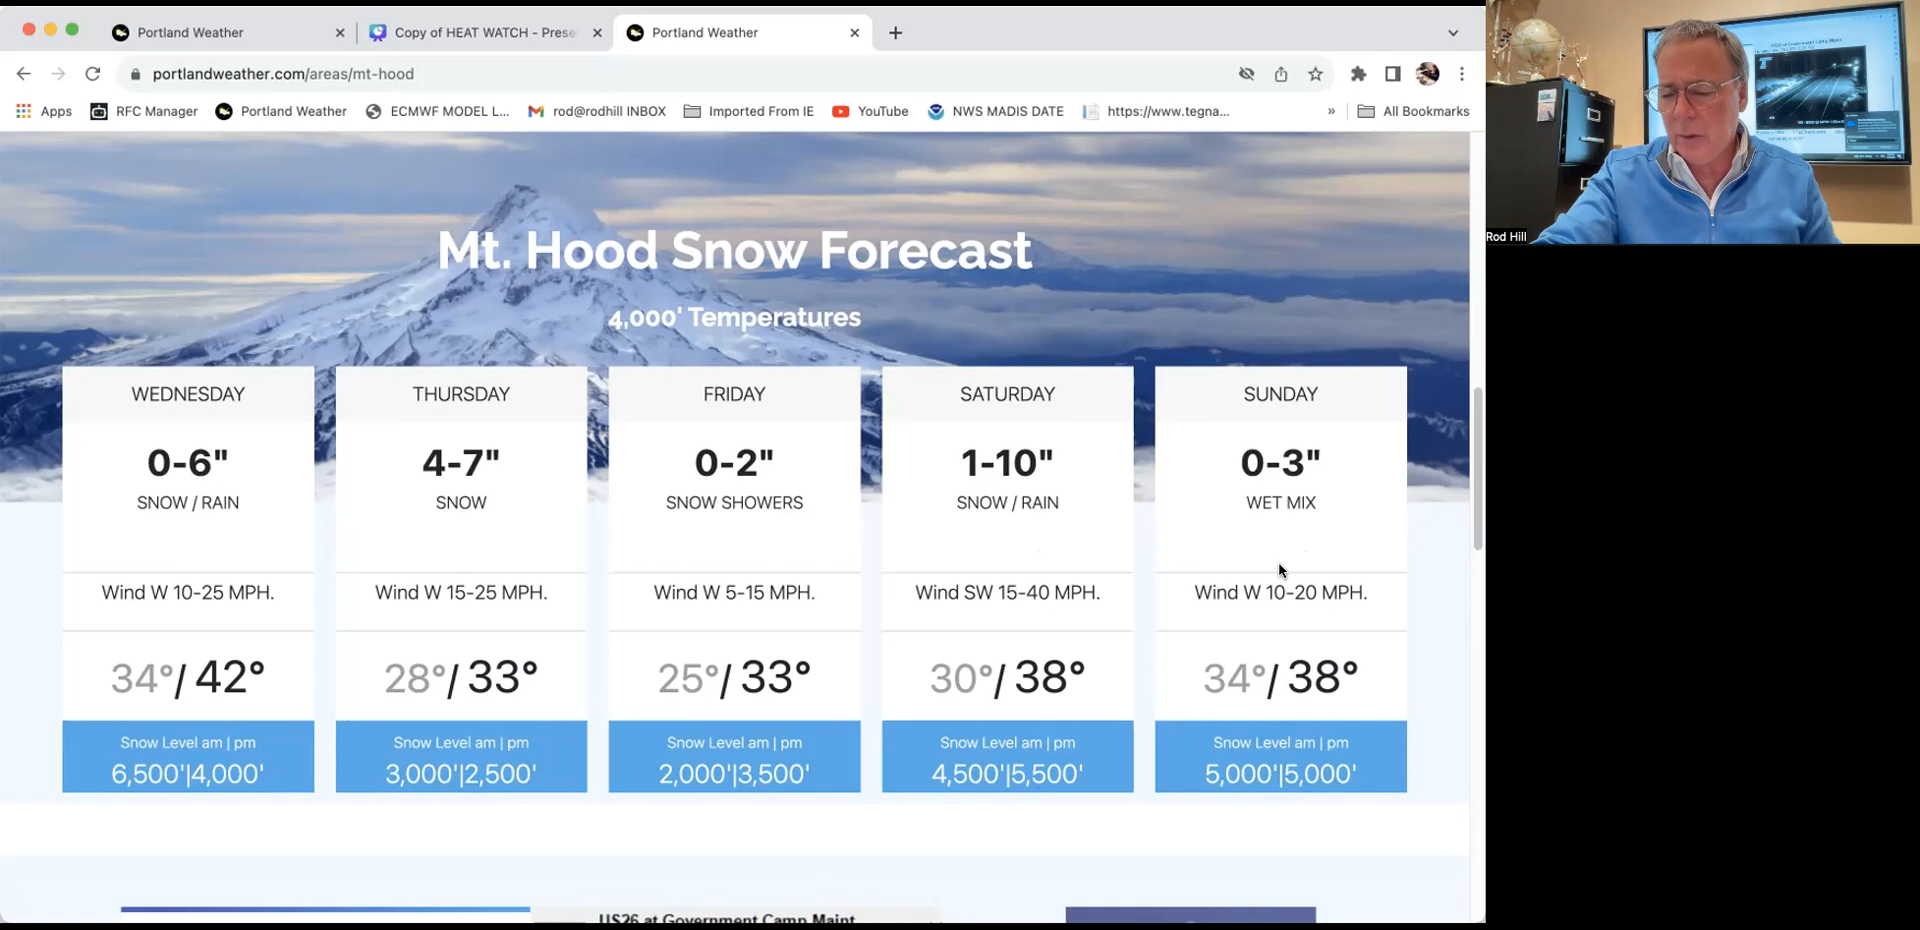 Portland Weather
Copy of HEAT WATCH - Prese
Portland Weather
portlandweather.com/areas/mt-hood
Apps
RFC Manager
Portland Weather
ECMWF MODEL L...
rod@rodhill INBOX
Imported From IE
YouTube
NWS MADIS DATE
https://www.tegna...
»
All Bookmarks
Rod Hill
Mt. Hood Snow Forecast
4,000' Temperatures
WEDNESDAY
0-6"
SNOW / RAIN
Wind W 10-25 MPH.
34°/ 42°
Snow Level am | pm
6,500'|4,000'
THURSDAY
4-7"
SNOW
Wind W 15-25 MPH.
28°/ 33°
Snow Level am | pm
3,000'|2,500'
FRIDAY
0-2"
SNOW SHOWERS
Wind W 5-15 MPH.
25°/ 33°
Snow Level am | pm
2,000'|3,500'
SATURDAY
1-10"
SNOW / RAIN
Wind SW 15-40 MPH.
30°/ 38°
Snow Level am | pm
4,500'|5,500'
SUNDAY
0-3"
WET MIX
Wind W 10-20 MPH.
34°/ 38°
Snow Level am | pm
5,000'|5,000'
US26 at Government Camp Maint